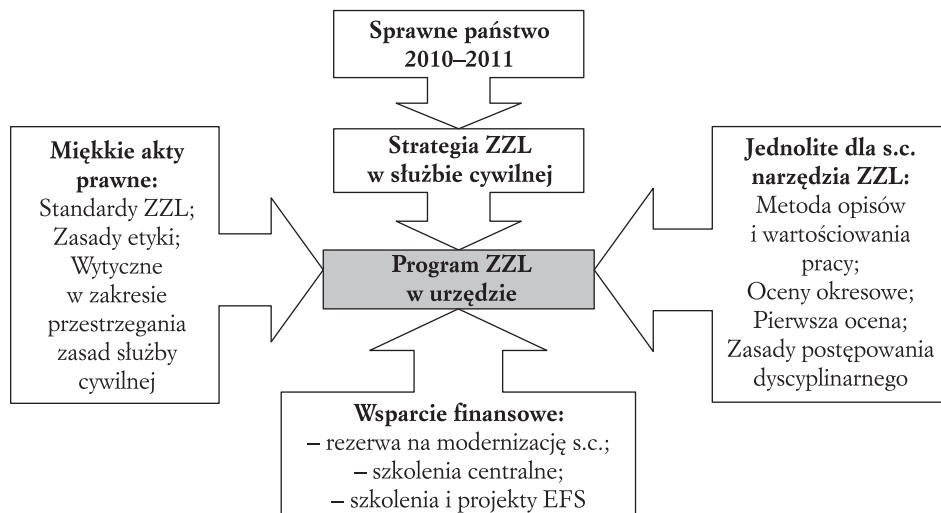 Sprawne państwo
2010–2011
Strategia ZZL
w służbie cywilnej
Miękkie akty
prawne:
Standardy ZZL;
Zasady etyki;
Wytyczne
w zakresie
przestrzegania
zasad służby
cywilnej
Program ZZL
w urzędzie
Jednolite dla s.c.
narzędzia ZZL:
Metoda opisów
i wartościowania
pracy;
Oceny okresowe;
Pierwsza ocena;
Zasady postępowania
dyscyplinarnego
Wsparcie finansowe:
– rezerwa na modernizację s.c.;
– szkolenia centralne;
– szkolenia i projekty EFS